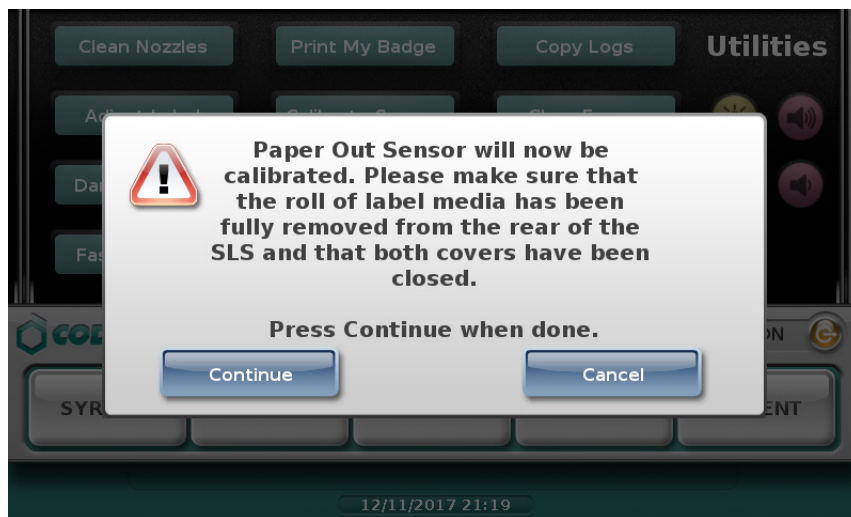 Clean Nozzles
Print My Badge
Copy Logs
Utilities
Paper Out Sensor will now be
calibrated. Please make sure that
the roll of label media has been
fully removed from the rear of the
SLS and that both covers have been
closed.
Press Continue when done.
Continue
Cancel
12/11/2017 21:19